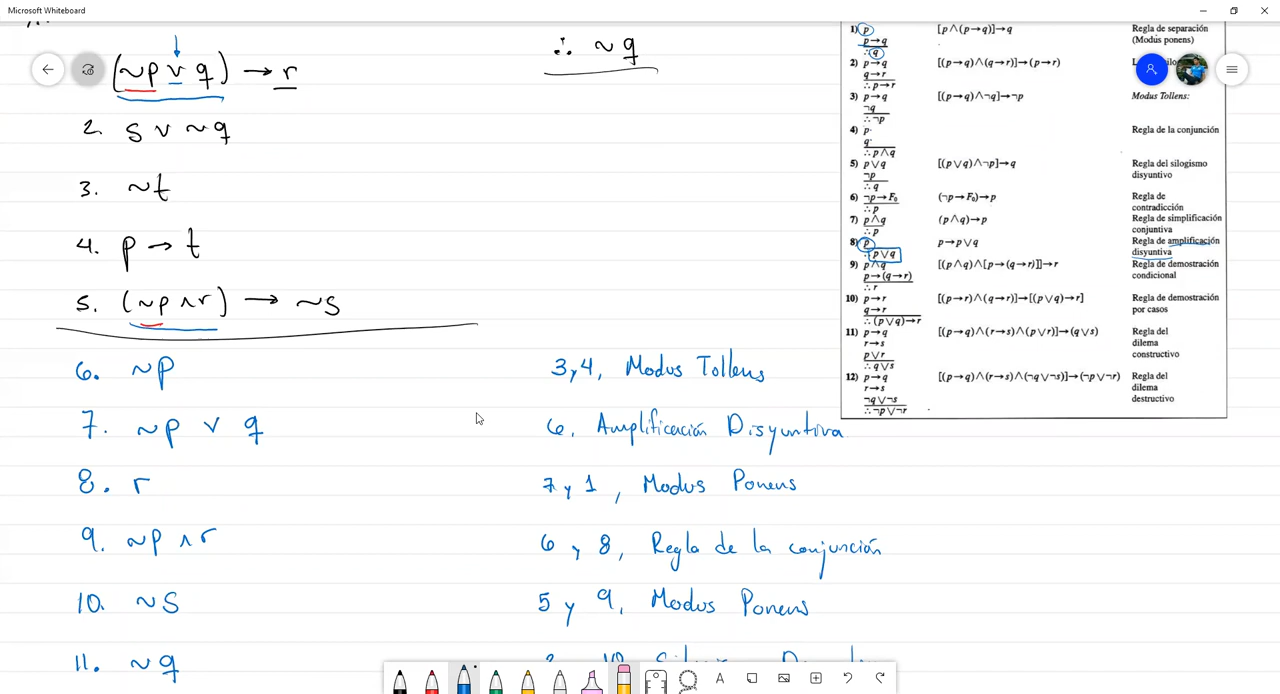 Microsoft Whiteboard
(~p ∨ q) → r
∴ ~q
2. s ∨ ~q
3. ~t
4. p → t
5. (~p ∧ r) → ~s
6. ~p 3 y 4, Modus Tollens
7. ~p ∨ q 6, Amplificación Disyuntiva
8. r 7 y 1, Modus Ponens
9. ~p ∧ r 6 y 8, Regla de la conjunción
10. ~s 5 y 9, Modus Ponens
11. ~q
1) p [p∧(p→q)]→q Regla de separación
p→q (Modus ponens)
∴q
2) p→q [(p→q)∧(q→r)]→(p→r)
q→r
∴p→r
3) p→q [(p→q)∧¬q]→¬p Modus Tollens:
¬q
∴¬p
4) p Regla de la conjunción
q
∴p∧q
5) p∨q [(p∨q)∧¬p]→q Regla del silogismo
¬p disyuntivo
∴q
6) ¬p→F₀ (¬p→F₀)→p Regla de
∴p contradicción
7) p∧q (p∧q)→p Regla de simplificación
∴p conjuntiva
8) p p→p∨q Regla de amplificación
∴p∨q disyuntiva
9) p∧q [(p∧q)∧[p→(q→r)]]→r Regla de demostración
p→(q→r) condicional
∴r
10) p→r [(p→r)∧(q→r)]→[(p∨q)→r] Regla de demostración
q→r por casos
∴(p∨q)→r
11) p→q [(p→q)∧(r→s)∧(p∨r)]→(q∨s) Regla del
r→s dilema
p∨r constructivo
∴q∨s
12) p→q [(p→q)∧(r→s)∧(¬q∨¬s)]→(¬p∨¬r) Regla del
r→s dilema
¬q∨¬s destructivo
∴¬p∨¬r